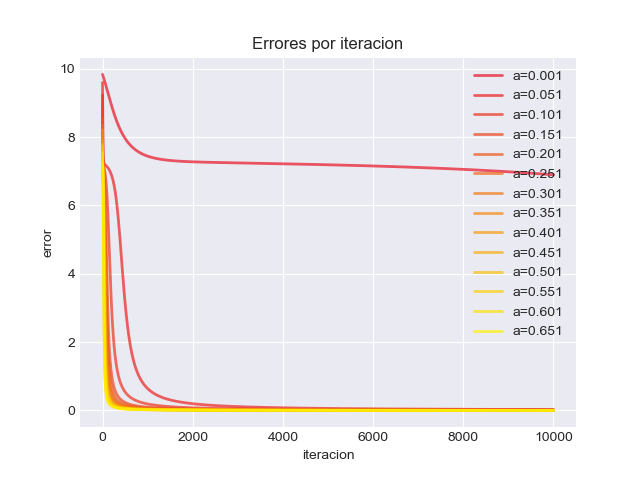 Errores por iteracion
10
8
6
4
2
0
error
0
2000
4000
6000
8000
10000
iteracion
a=0.001
a=0.051
a=0.101
a=0.151
a=0.201
a=0.251
a=0.301
a=0.351
a=0.401
a=0.451
a=0.501
a=0.551
a=0.601
a=0.651